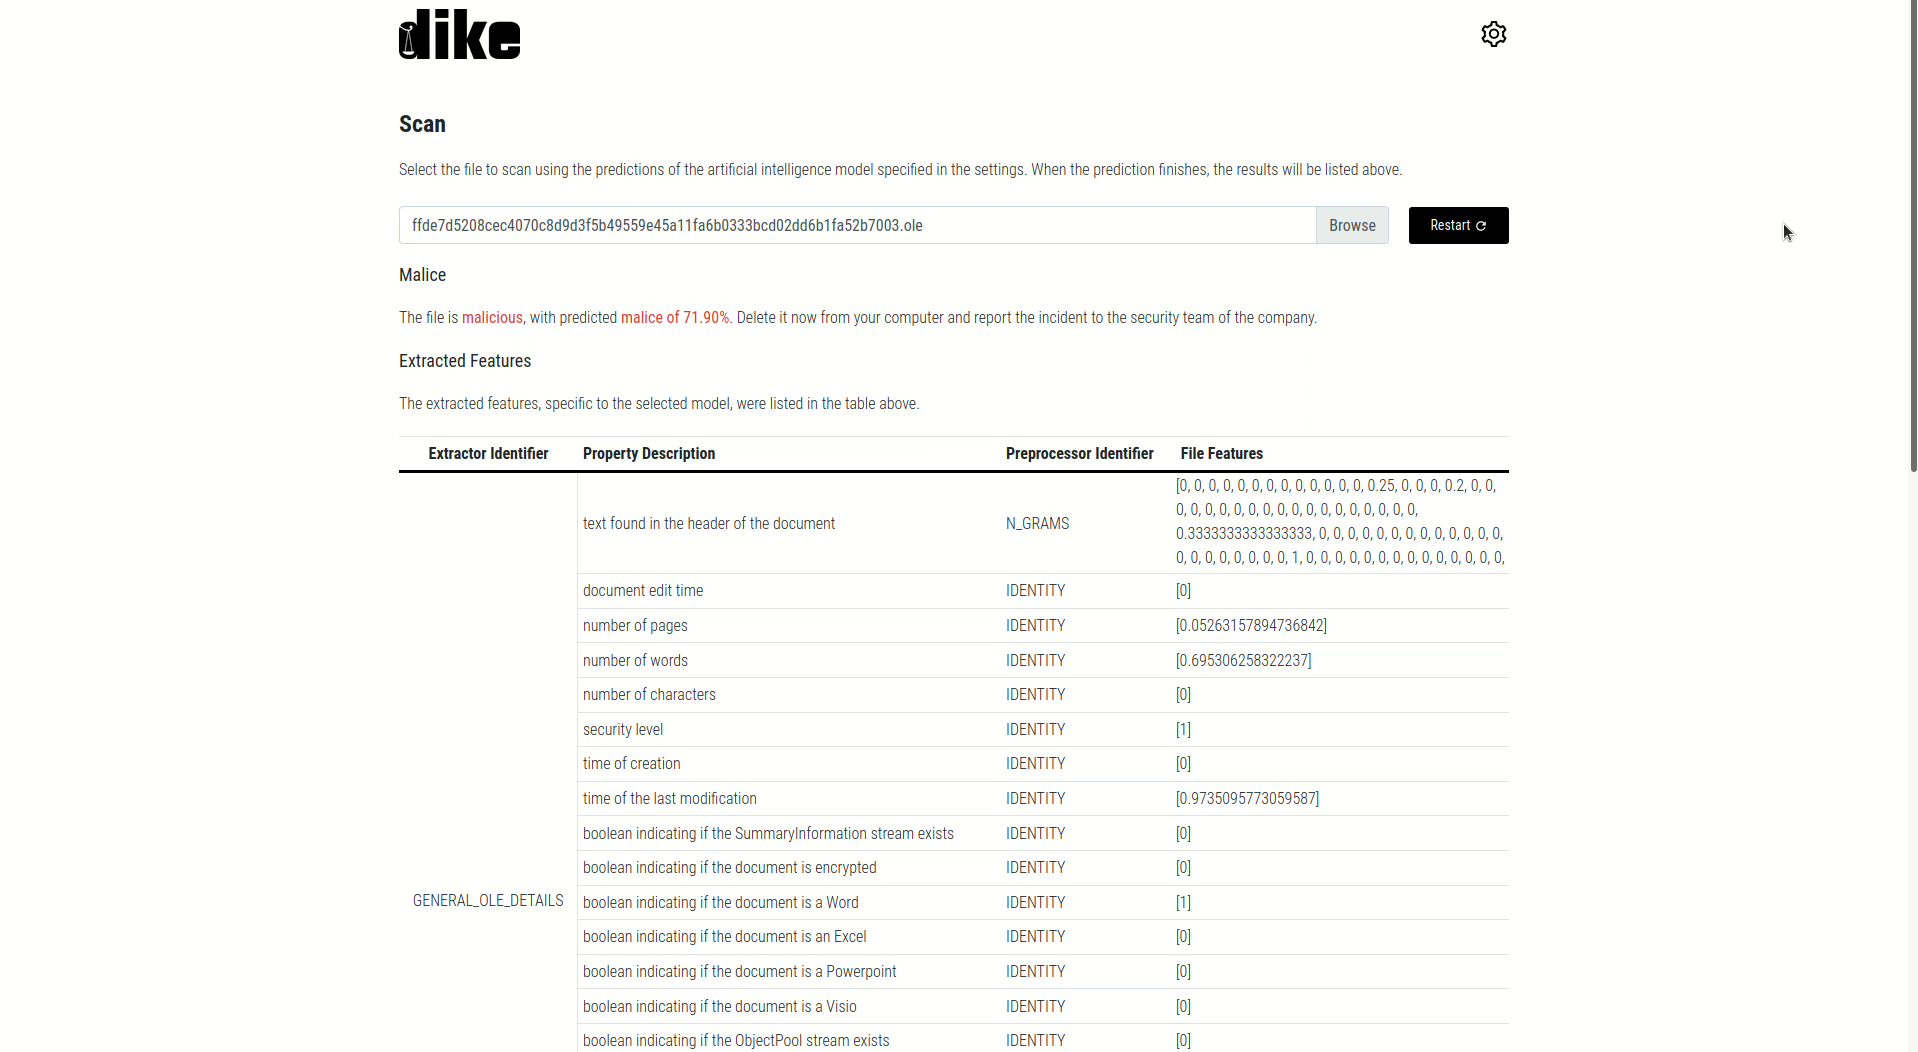 dike
Scan
Select the file to scan using the predictions of the artificial intelligence model specified in the settings. When the prediction finishes, the results will be listed above.
ffde7d5208cec4070c8d9d3f5b49559e45a11fa6b0333bcd02dd6b1fa52b7003.ole Browse Restart
Malice
The file is malicious, with predicted malice of 71.90%. Delete it now from your computer and report the incident to the security team of the company.
Extracted Features
The extracted features, specific to the selected model, were listed in the table above.
Extractor Identifier Property Description Preprocessor Identifier File Features
[0, 0, 0, 0, 0, 0, 0, 0, 0, 0, 0, 0, 0, 0.25, 0, 0, 0, 0.2, 0, 0,
0, 0, 0, 0, 0, 0, 0, 0, 0, 0, 0, 0, 0, 0, 0, 0, 0,
text found in the header of the document N_GRAMS
0.3333333333333333, 0, 0, 0, 0, 0, 0, 0, 0, 0, 0, 0, 0, 0,
0, 0, 0, 0, 0, 0, 0, 0, 1, 0, 0, 0, 0, 0, 0, 0, 0, 0, 0, 0, 0, 0, 0,
document edit time IDENTITY [0]
number of pages IDENTITY [0.05263157894736842]
number of words IDENTITY [0.695306258322237]
number of characters IDENTITY [0]
security level IDENTITY [1]
time of creation IDENTITY [0]
time of the last modification IDENTITY [0.9735095773059587]
boolean indicating if the SummaryInformation stream exists IDENTITY [0]
boolean indicating if the document is encrypted IDENTITY [0]
GENERAL_OLE_DETAILS boolean indicating if the document is a Word IDENTITY [1]
boolean indicating if the document is an Excel IDENTITY [0]
boolean indicating if the document is a Powerpoint IDENTITY [0]
boolean indicating if the document is a Visio IDENTITY [0]
boolean indicating if the ObjectPool stream exists IDENTITY [0]